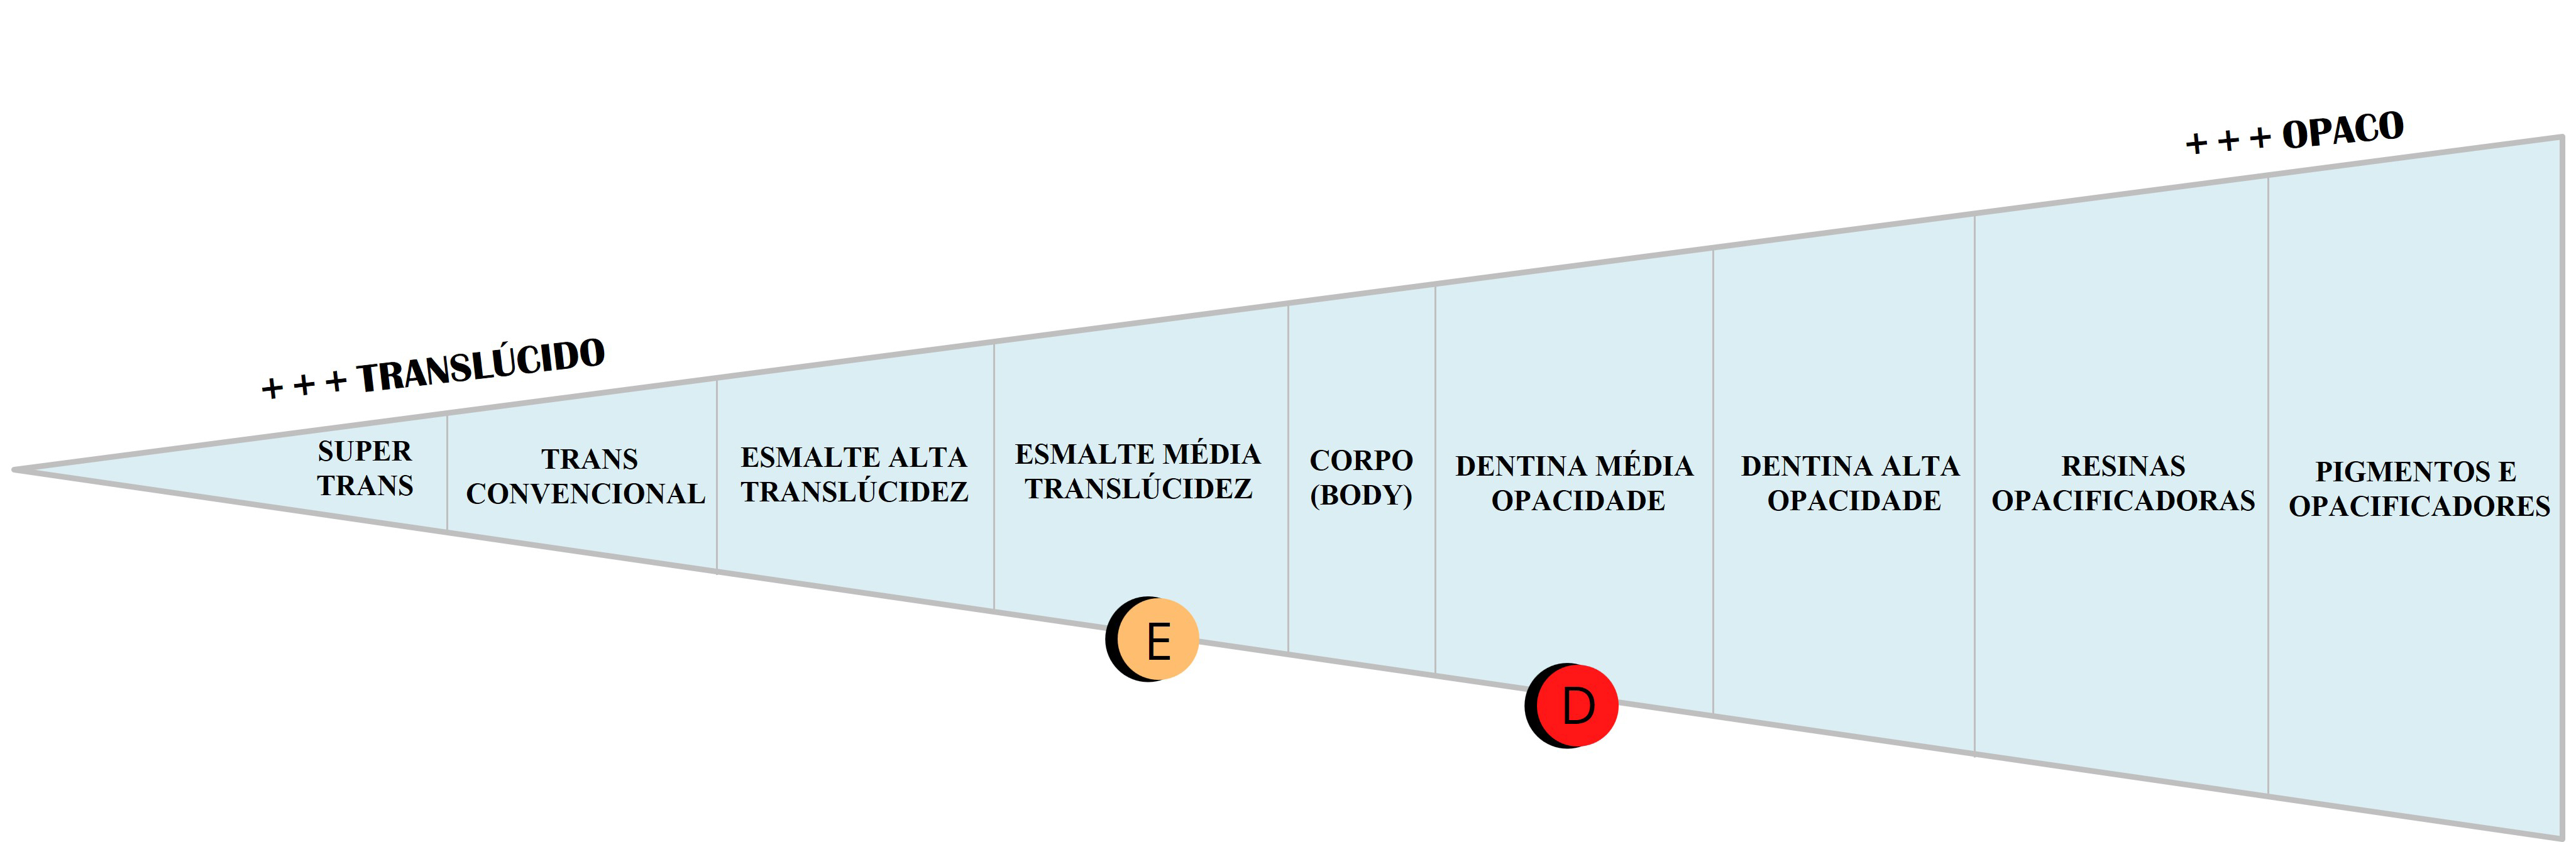 + + + OPACO
+ + + TRANSLÚCIDO
SUPER
TRANS
TRANS
CONVENCIONAL
ESMALTE ALTA
TRANSLÚCIDEZ
ESMALTE MÉDIA
TRANSLÚCIDEZ
CORPO
(BODY)
DENTINA MÉDIA
OPACIDADE
DENTINA ALTA
OPACIDADE
RESINAS
OPACIFICADORAS
PIGMENTOS E
OPACIFICADORES
E
D